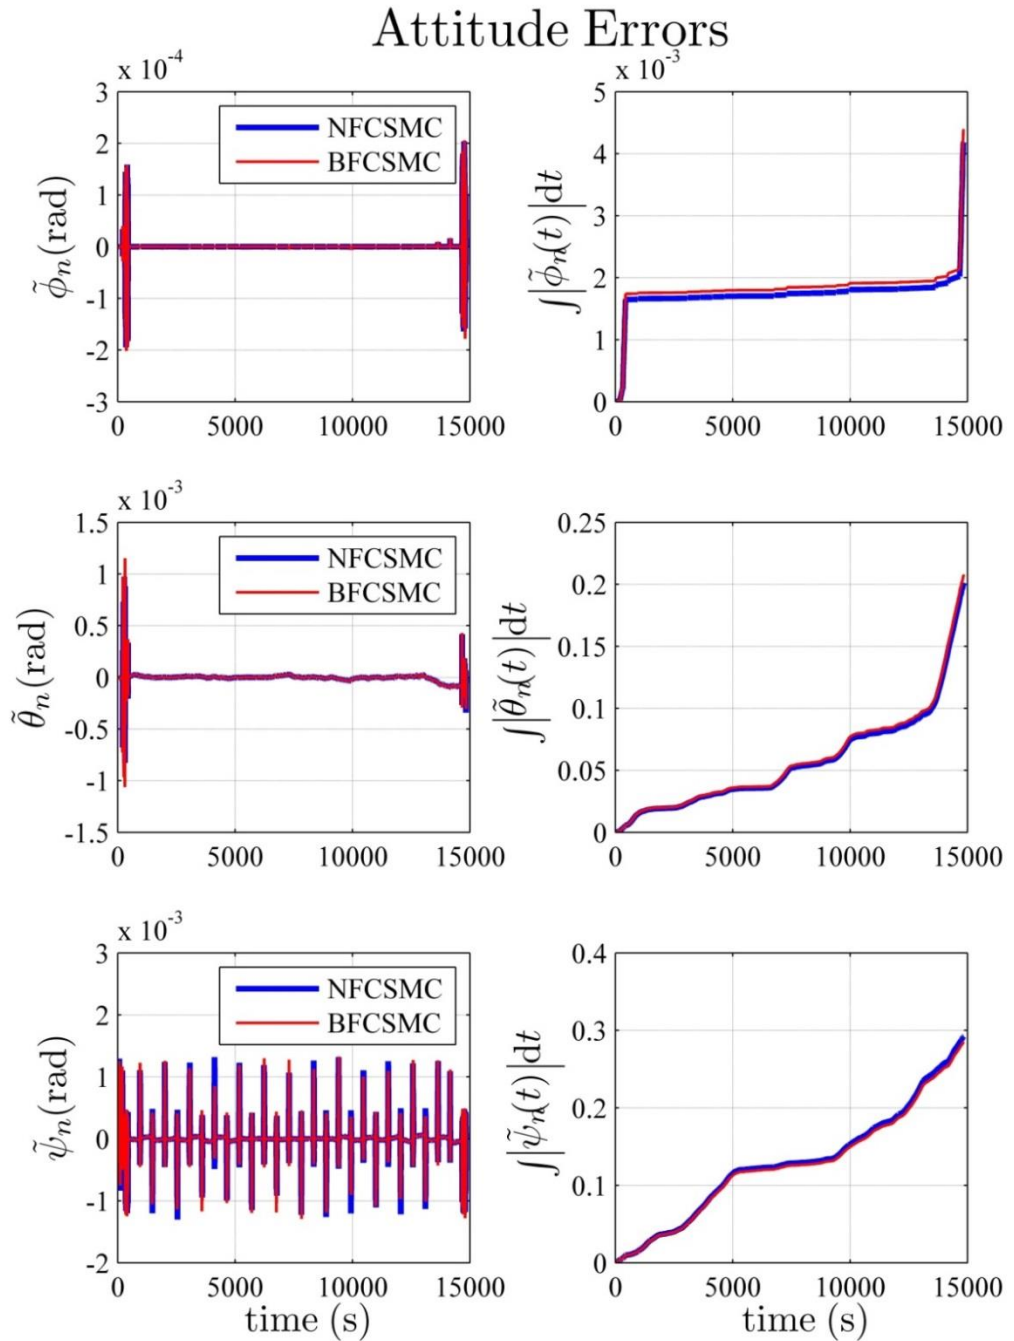 Attitude Errors
x 10⁻⁴
3
2
1
0
-1
-2
-3
0 5000 10000 15000
ϕ̃ₙ(rad)
NFCSMC
BFCSMC
x 10⁻³
5
4
3
2
1
0
0 5000 10000 15000
∫|ϕ̃ₙ(t)|dt
x 10⁻³
1.5
1
0.5
0
-0.5
-1
-1.5
0 5000 10000 15000
θ̃ₙ(rad)
NFCSMC
BFCSMC
0.25
0.2
0.15
0.1
0.05
0
0 5000 10000 15000
∫|θ̃ₙ(t)|dt
x 10⁻³
3
2
1
0
-1
-2
0 5000 10000 15000
ψ̃ₙ(rad)
NFCSMC
BFCSMC
time (s)
0.4
0.3
0.2
0.1
0
0 5000 10000 15000
∫|ψ̃ₙ(t)|dt
time (s)